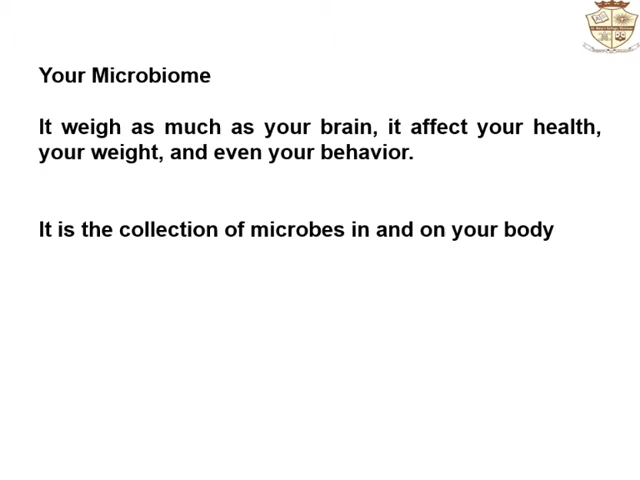 Your Microbiome
It weigh as much as your brain, it affect your health,
your weight, and even your behavior.
It is the collection of microbes in and on your body